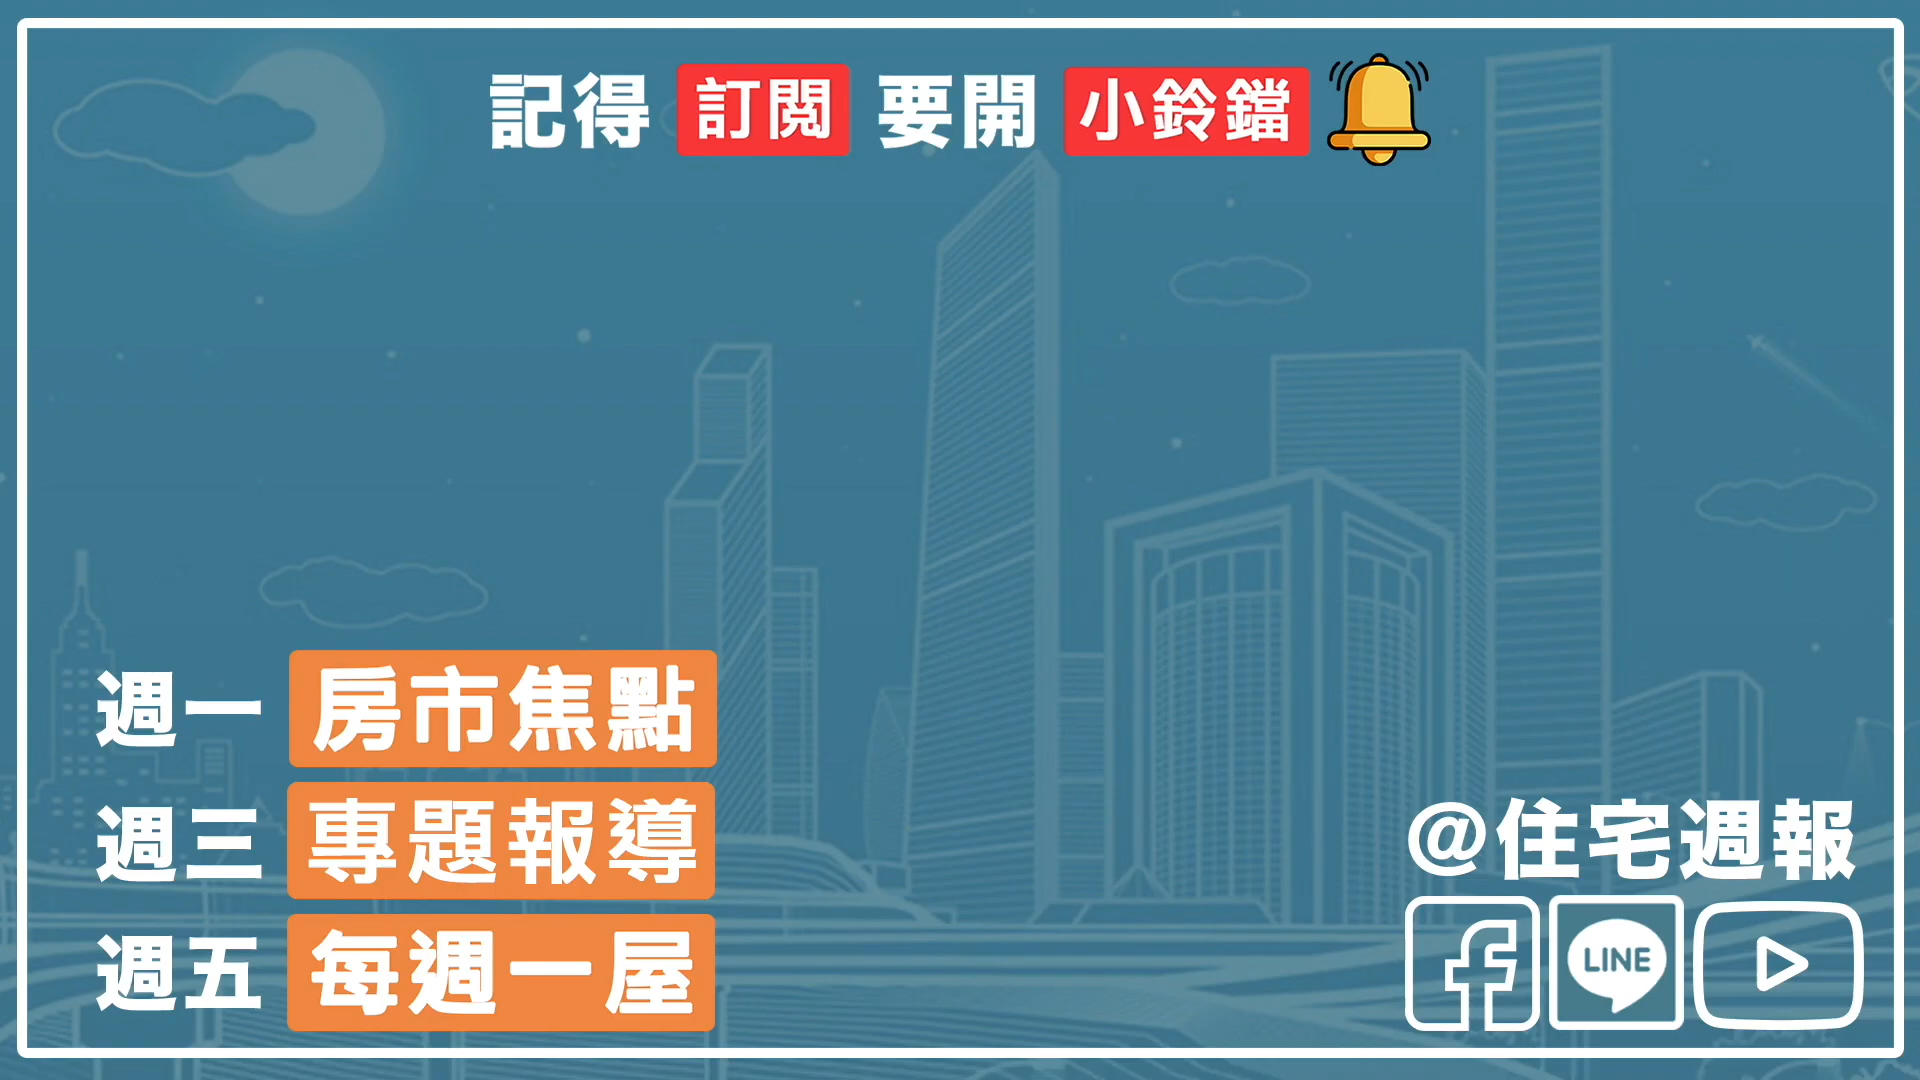 記得 訂閱 要開 小鈴鐺
週一 房市焦點
週三 專題報導
週五 每週一屋
@住宅週報
LINE